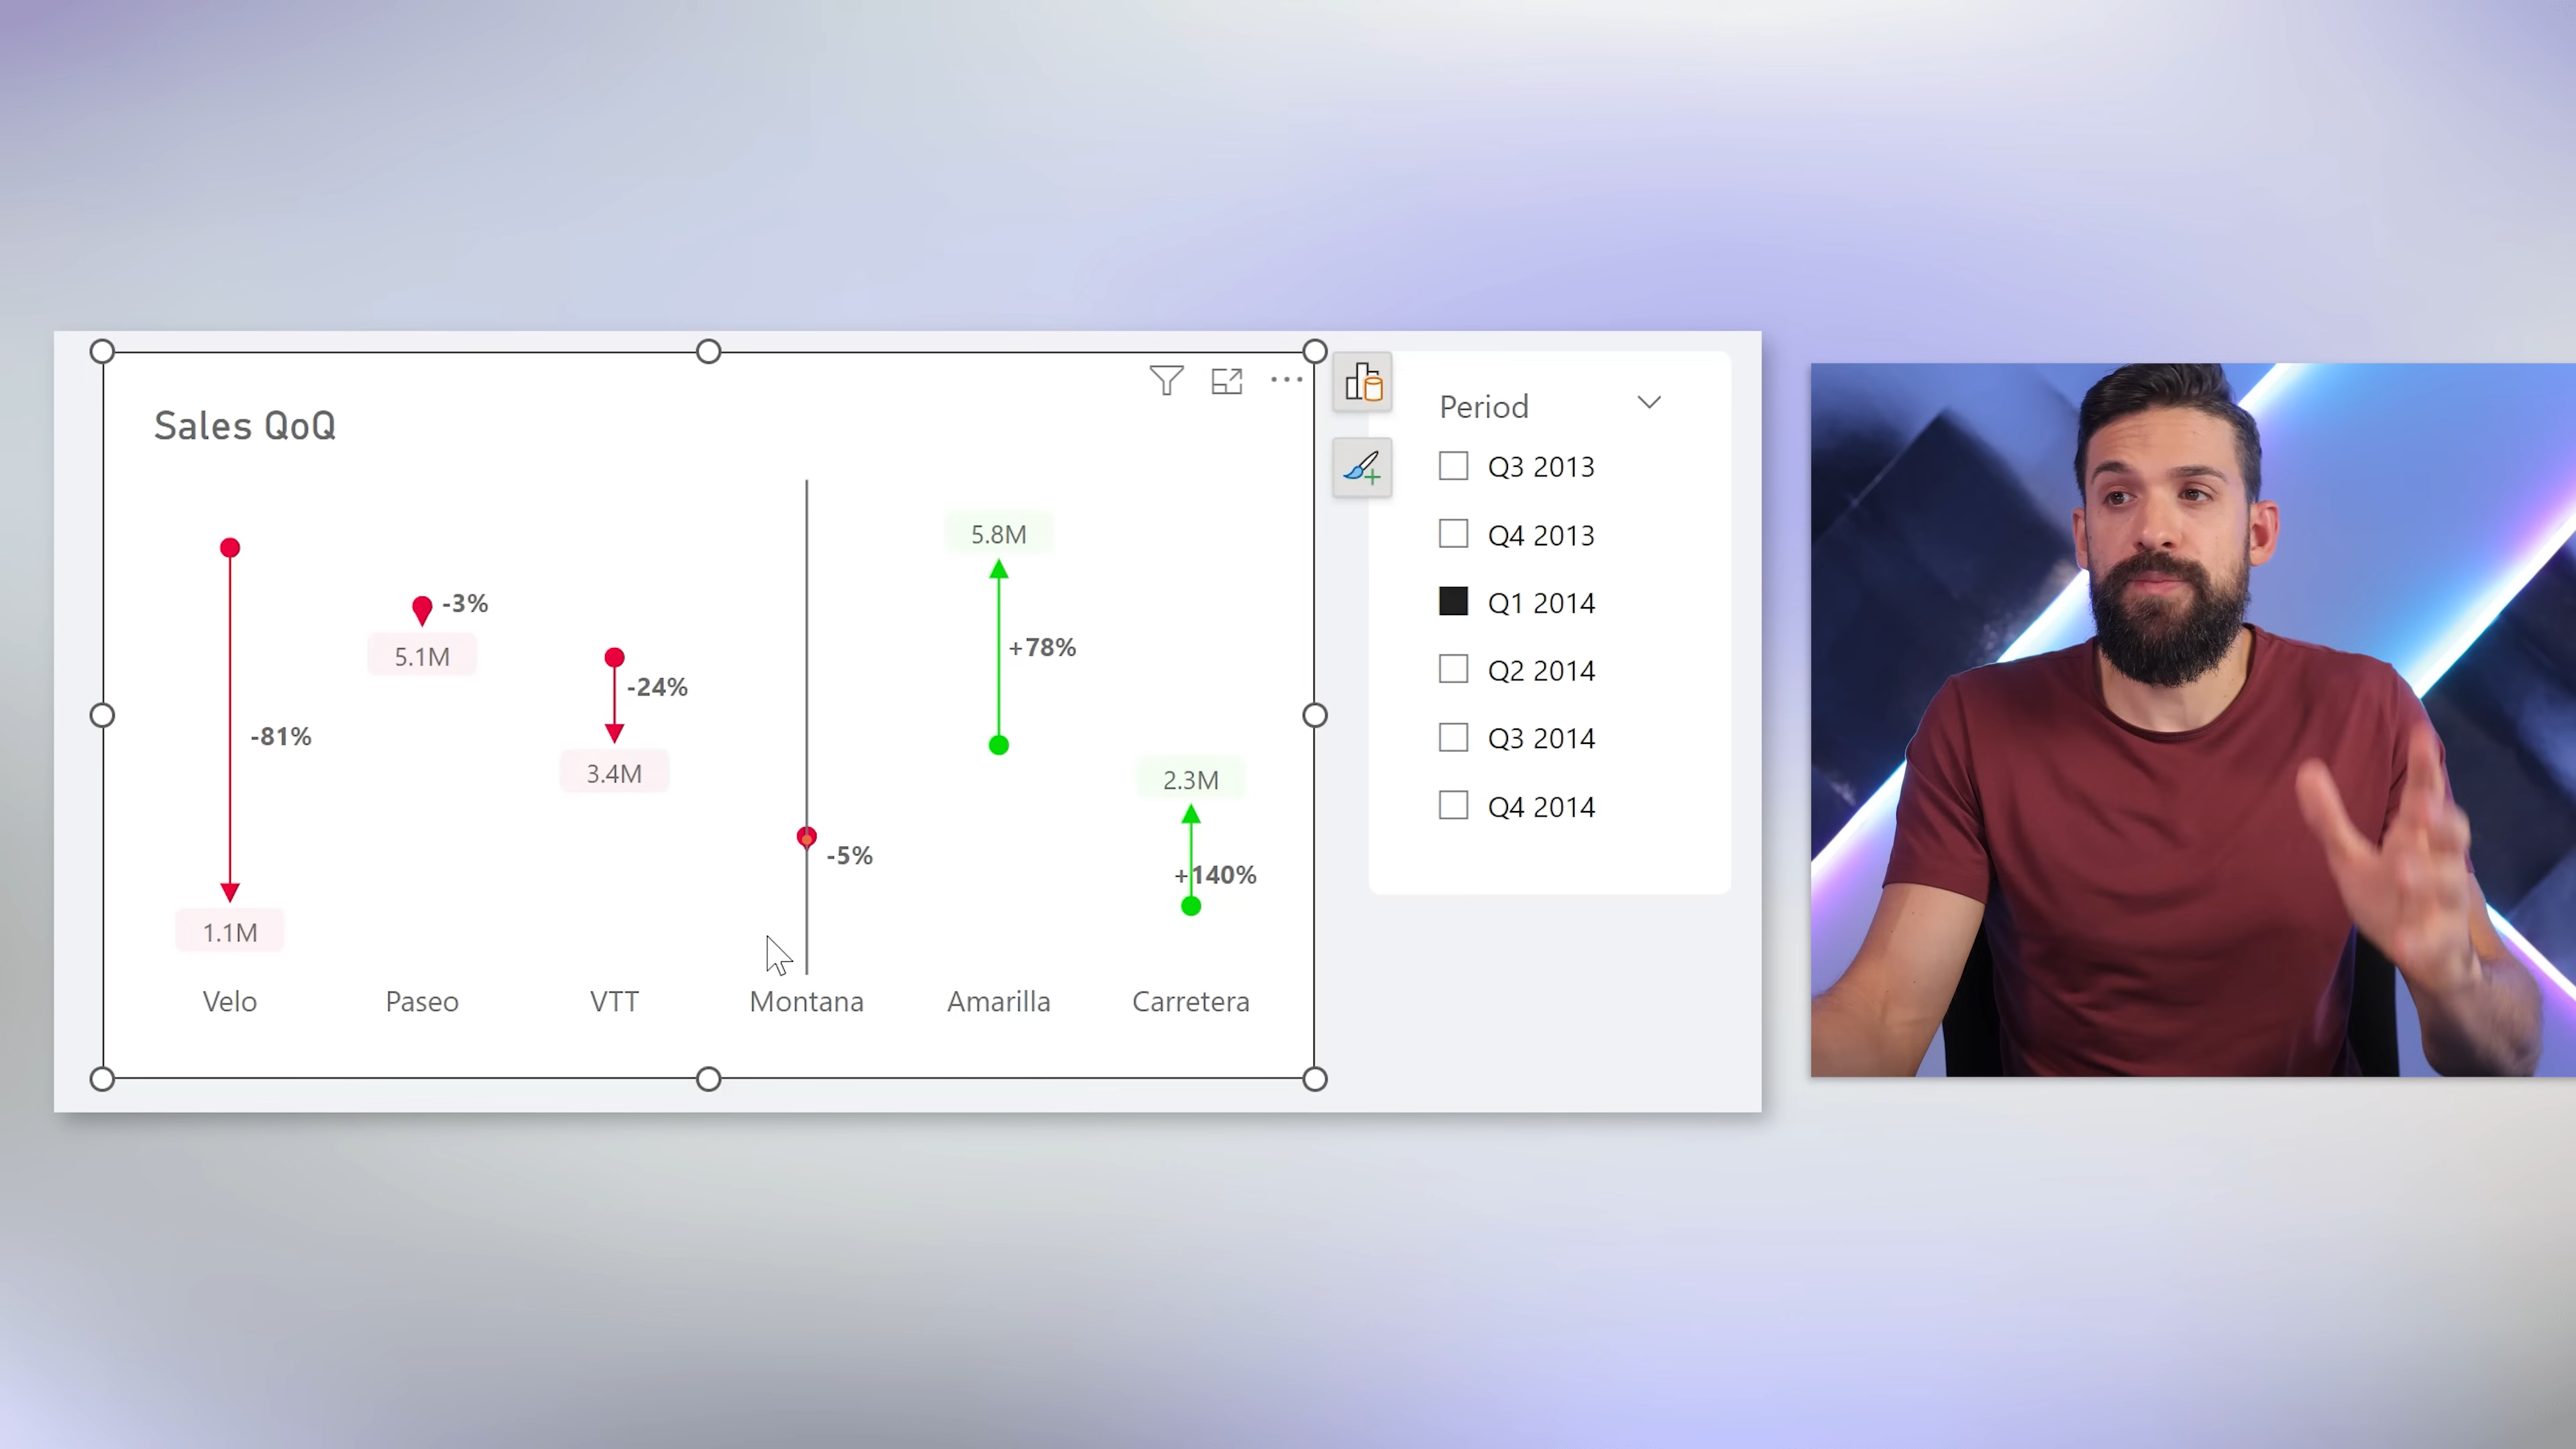 Sales QoQ
5.8M
-3%
5.1M
+78%
-24%
-81%
3.4M
2.3M
-5%
+140%
1.1M
Velo
Paseo
VTT
Montana
Amarilla
Carretera
Period
Q3 2013
Q4 2013
Q1 2014
Q2 2014
Q3 2014
Q4 2014